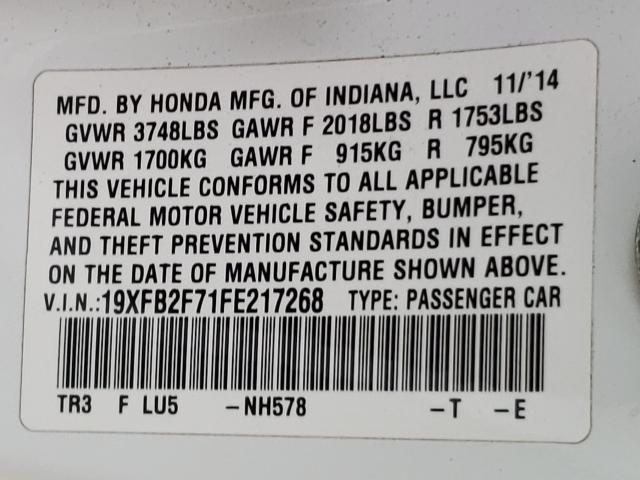 MFD. BY HONDA MFG. OF INDIANA, LLC 11/'14
GVWR 3748LBS GAWR F 2018LBS R 1753LBS
GVWR 1700KG GAWR F 915KG R 795KG
THIS VEHICLE CONFORMS TO ALL APPLICABLE
FEDERAL MOTOR VEHICLE SAFETY, BUMPER,
AND THEFT PREVENTION STANDARDS IN EFFECT
ON THE DATE OF MANUFACTURE SHOWN ABOVE.
V.I.N.:19XFB2F71FE217268 TYPE: PASSENGER CAR
TR3 F LU5 -NH578 -T -E